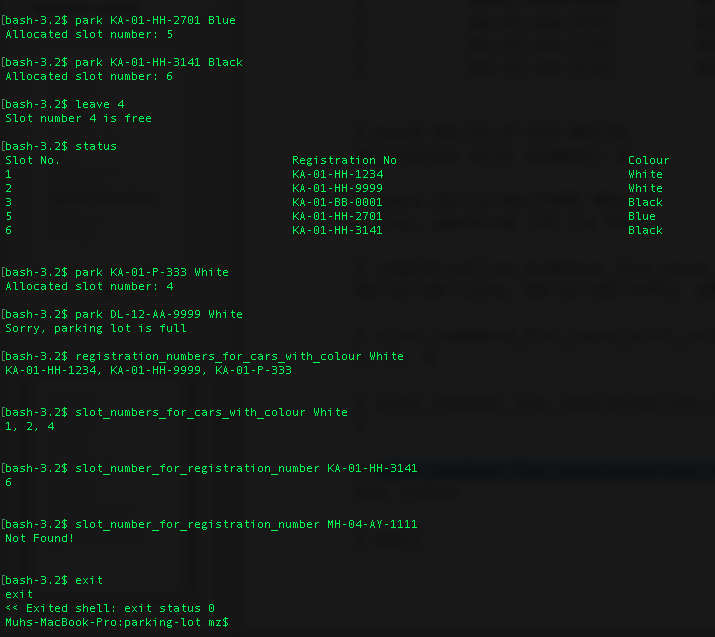 [bash-3.2$ park KA-01-HH-2701 Blue
Allocated slot number: 5
[bash-3.2$ park KA-01-HH-3141 Black
Allocated slot number: 6
[bash-3.2$ leave 4
Slot number 4 is free
[bash-3.2$ status
Slot No. Registration No Colour
1 KA-01-HH-1234 White
2 KA-01-HH-9999 White
3 KA-01-BB-0001 Black
5 KA-01-HH-2701 Blue
6 KA-01-HH-3141 Black
[bash-3.2$ park KA-01-P-333 White
Allocated slot number: 4
[bash-3.2$ park DL-12-AA-9999 White
Sorry, parking lot is full
[bash-3.2$ registration_numbers_for_cars_with_colour White
KA-01-HH-1234, KA-01-HH-9999, KA-01-P-333
[bash-3.2$ slot_numbers_for_cars_with_colour White
1, 2, 4
[bash-3.2$ slot_number_for_registration_number KA-01-HH-3141
6
[bash-3.2$ slot_number_for_registration_number MH-04-AY-1111
Not Found!
[bash-3.2$ exit
exit
<< Exited shell: exit status 0
Muhs-MacBook-Pro:parking-lot mz$